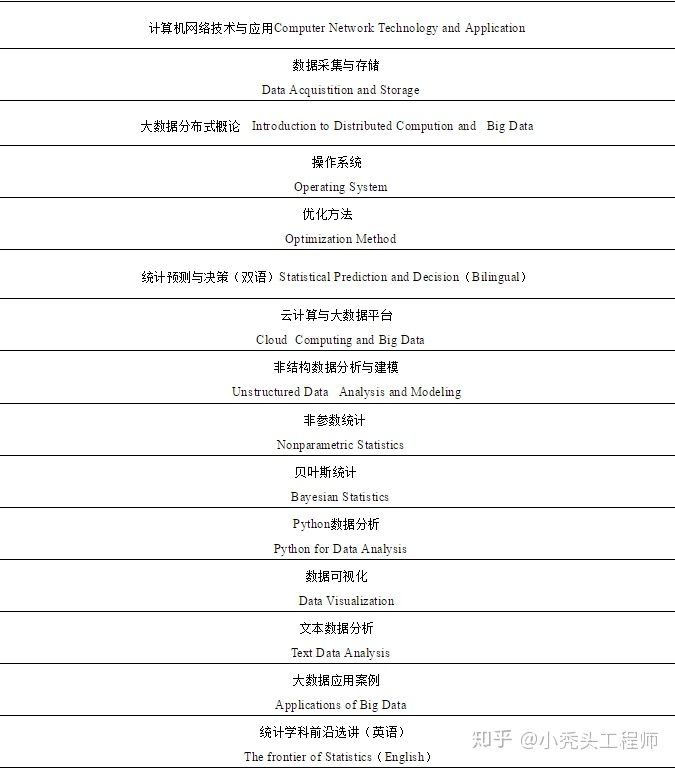 计算机网络技术与应用Computer Network Technology and Application
数据采集与存储
Data Acquistition and Storage
大数据分布式概论 Introduction to Distributed Compution and Big Data
操作系统
Operating System
优化方法
Optimization Method
统计预测与决策（双语）Statistical Prediction and Decision（Bilingual）
云计算与大数据平台
Cloud Computing and Big Data
非结构数据分析与建模
Unstructured Data Analysis and Modeling
非参数统计
Nonparametric Statistics
贝叶斯统计
Bayesian Statistics
Python数据分析
Python for Data Analysis
数据可视化
Data Visualization
文本数据分析
Text Data Analysis
大数据应用案例
Applications of Big Data
统计学科前沿选讲（英语）
The frontier of Statistics（English）
知乎 @小秃头工程师